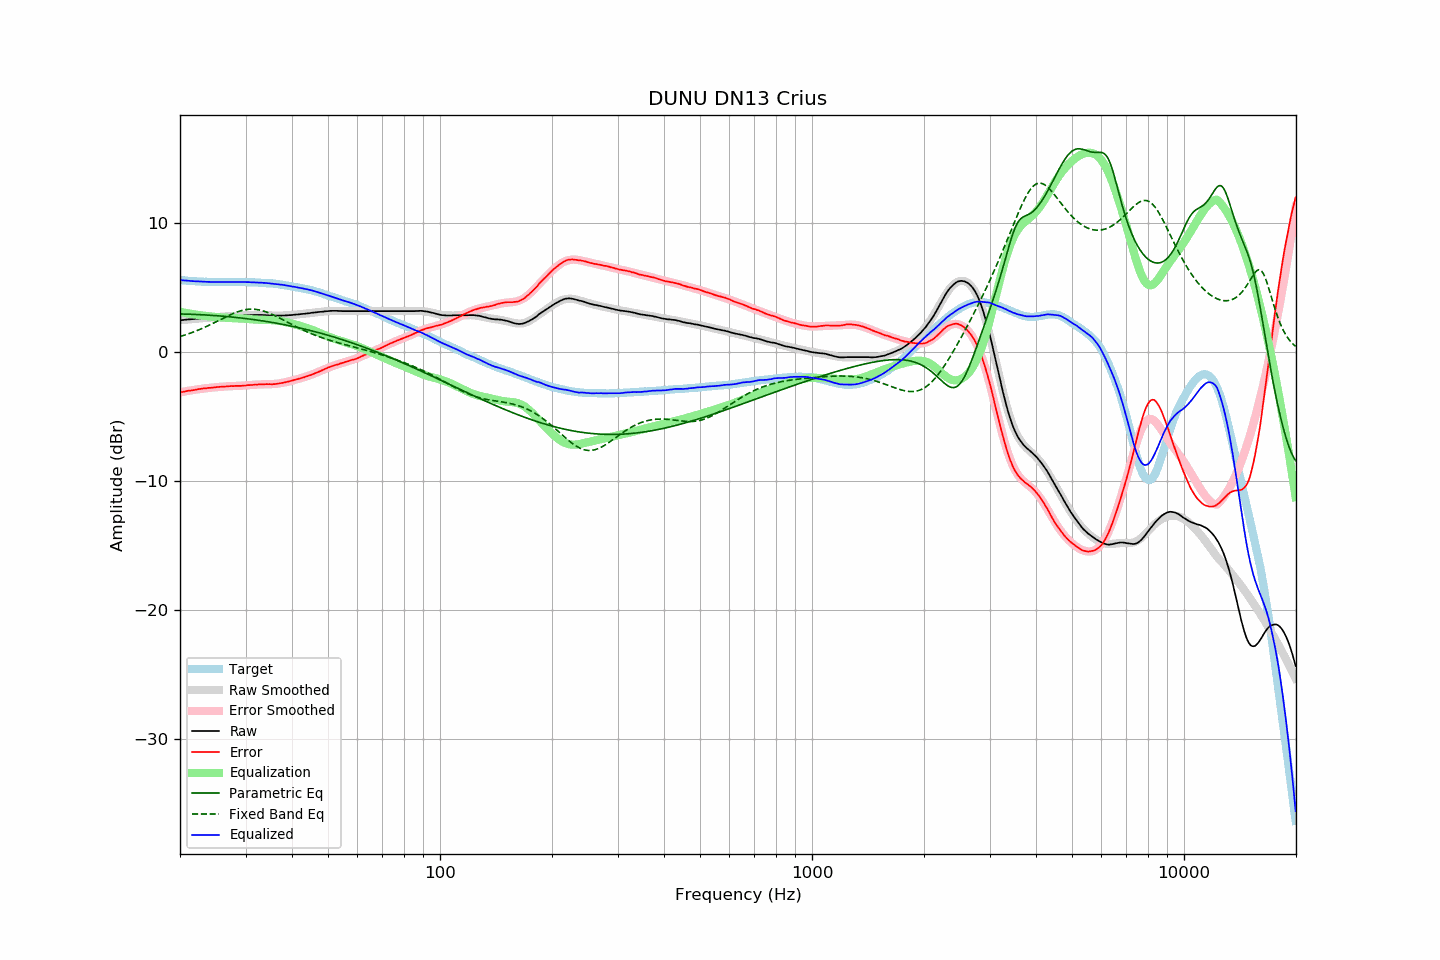 DUNU DN13 Crius
Amplitude (dBr)
10
0
−10
−20
−30
Target
Raw Smoothed
Error Smoothed
Raw
Error
Equalization
Parametric Eq
Fixed Band Eq
Equalized
100
1000
10000
Frequency (Hz)